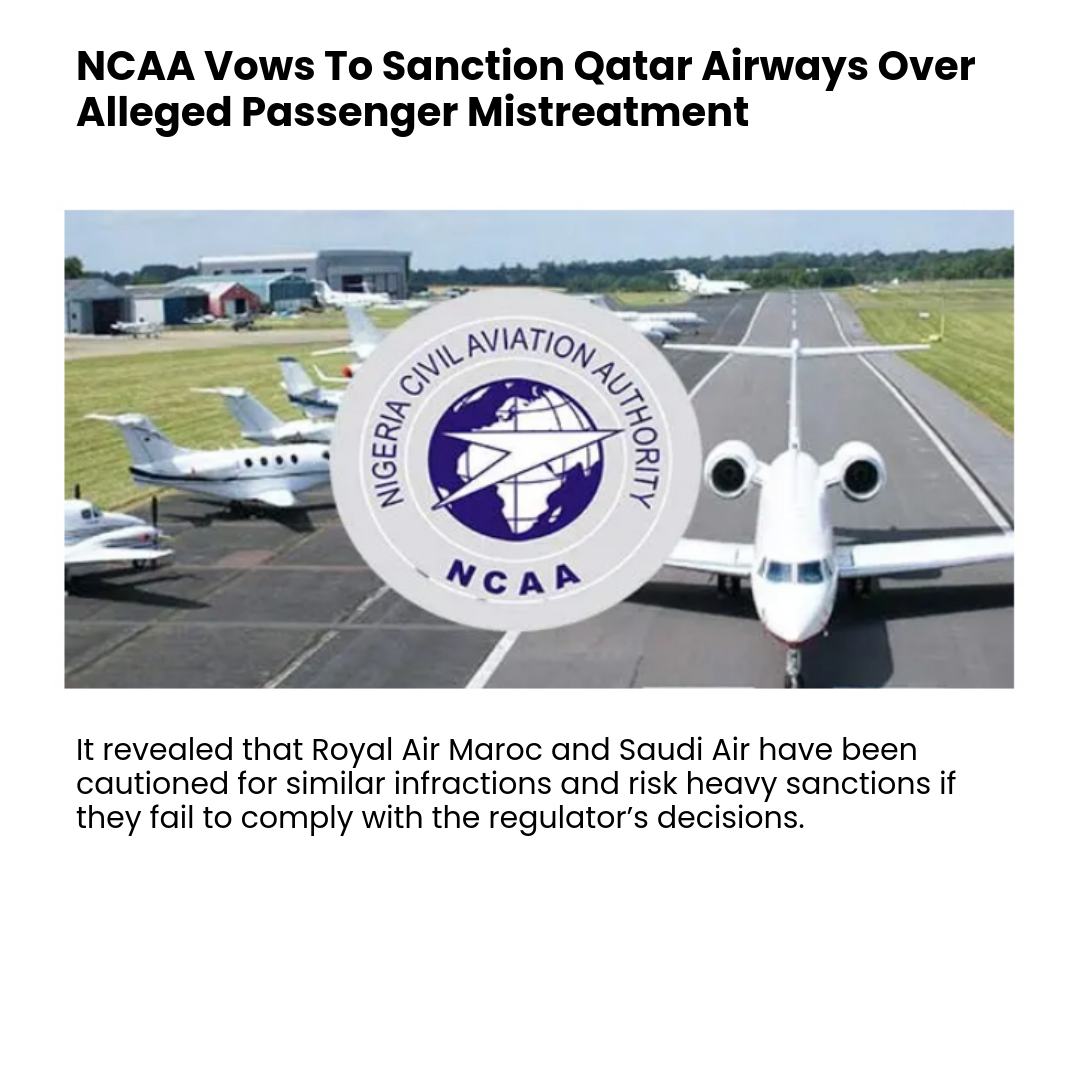 NCAA Vows To Sanction Qatar Airways Over
Alleged Passenger Mistreatment
NIGERIA CIVIL AVIATION AUTHORITY
NCAA
It revealed that Royal Air Maroc and Saudi Air have been
cautioned for similar infractions and risk heavy sanctions if
they fail to comply with the regulator’s decisions.